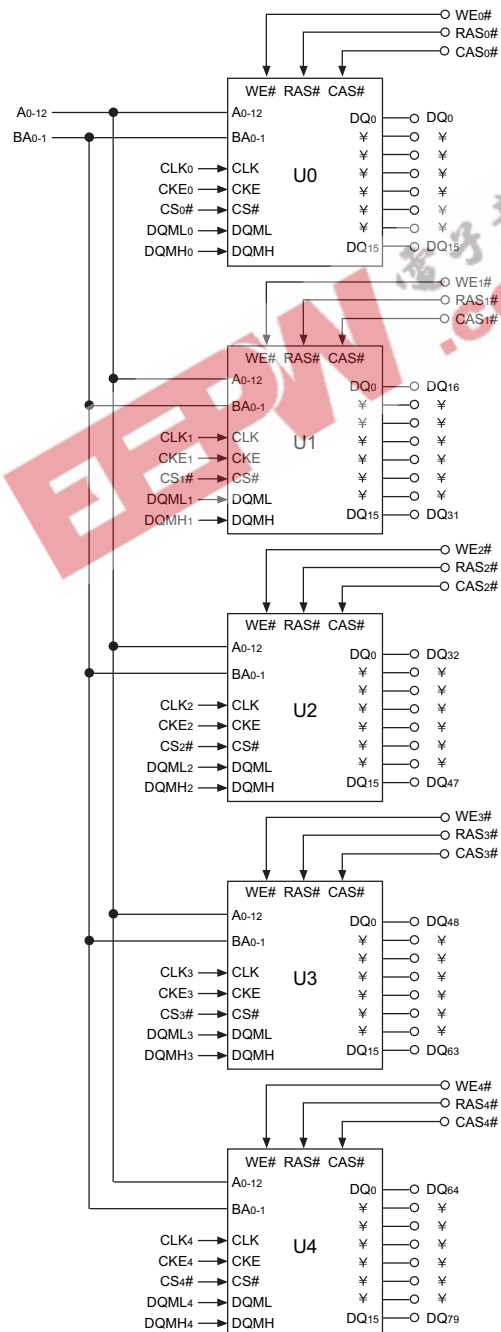 WE0#
RAS0#
CAS0#
WE# RAS# CAS#
A0-12 A0-12 DQ0 DQ0
BA0-1 BA0-1 ¥ ¥
¥ ¥
CLK0 CLK ¥ ¥
CKE0 CKE U0 ¥ ¥
CS0# CS# ¥ ¥
DQML0 DQML ¥ ¥
DQMH0 DQMH DQ15 DQ15
電子
WE1#
RAS1#
CAS1#
WE# RAS# CAS#
A0-12 DQ0 DQ16
BA0-1 ¥ ¥
¥ ¥
CLK1 CLK ¥ ¥
CKE1 CKE U1 ¥ ¥
CS1# CS# ¥ ¥
DQML1 DQML ¥ ¥
DQMH1 DQMH DQ15 DQ31
EEPW.co
WE2#
RAS2#
CAS2#
WE# RAS# CAS#
A0-12 DQ0 DQ32
BA0-1 ¥ ¥
¥ ¥
CLK2 CLK ¥ ¥
CKE2 CKE U2 ¥ ¥
CS2# CS# ¥ ¥
DQML2 DQML ¥ ¥
DQMH2 DQMH DQ15 DQ47
WE3#
RAS3#
CAS3#
WE# RAS# CAS#
A0-12 DQ0 DQ48
BA0-1 ¥ ¥
¥ ¥
CLK3 CLK ¥ ¥
CKE3 CKE U3 ¥ ¥
CS3# CS# ¥ ¥
DQML3 DQML ¥ ¥
DQMH3 DQMH DQ15 DQ63
WE4#
RAS4#
CAS4#
WE# RAS# CAS#
A0-12 DQ0 DQ64
BA0-1 ¥ ¥
¥ ¥
CLK4 CLK ¥ ¥
CKE4 CKE U4 ¥ ¥
CS4# CS# ¥ ¥
DQML4 DQML ¥ ¥
DQMH4 DQMH DQ15 DQ79